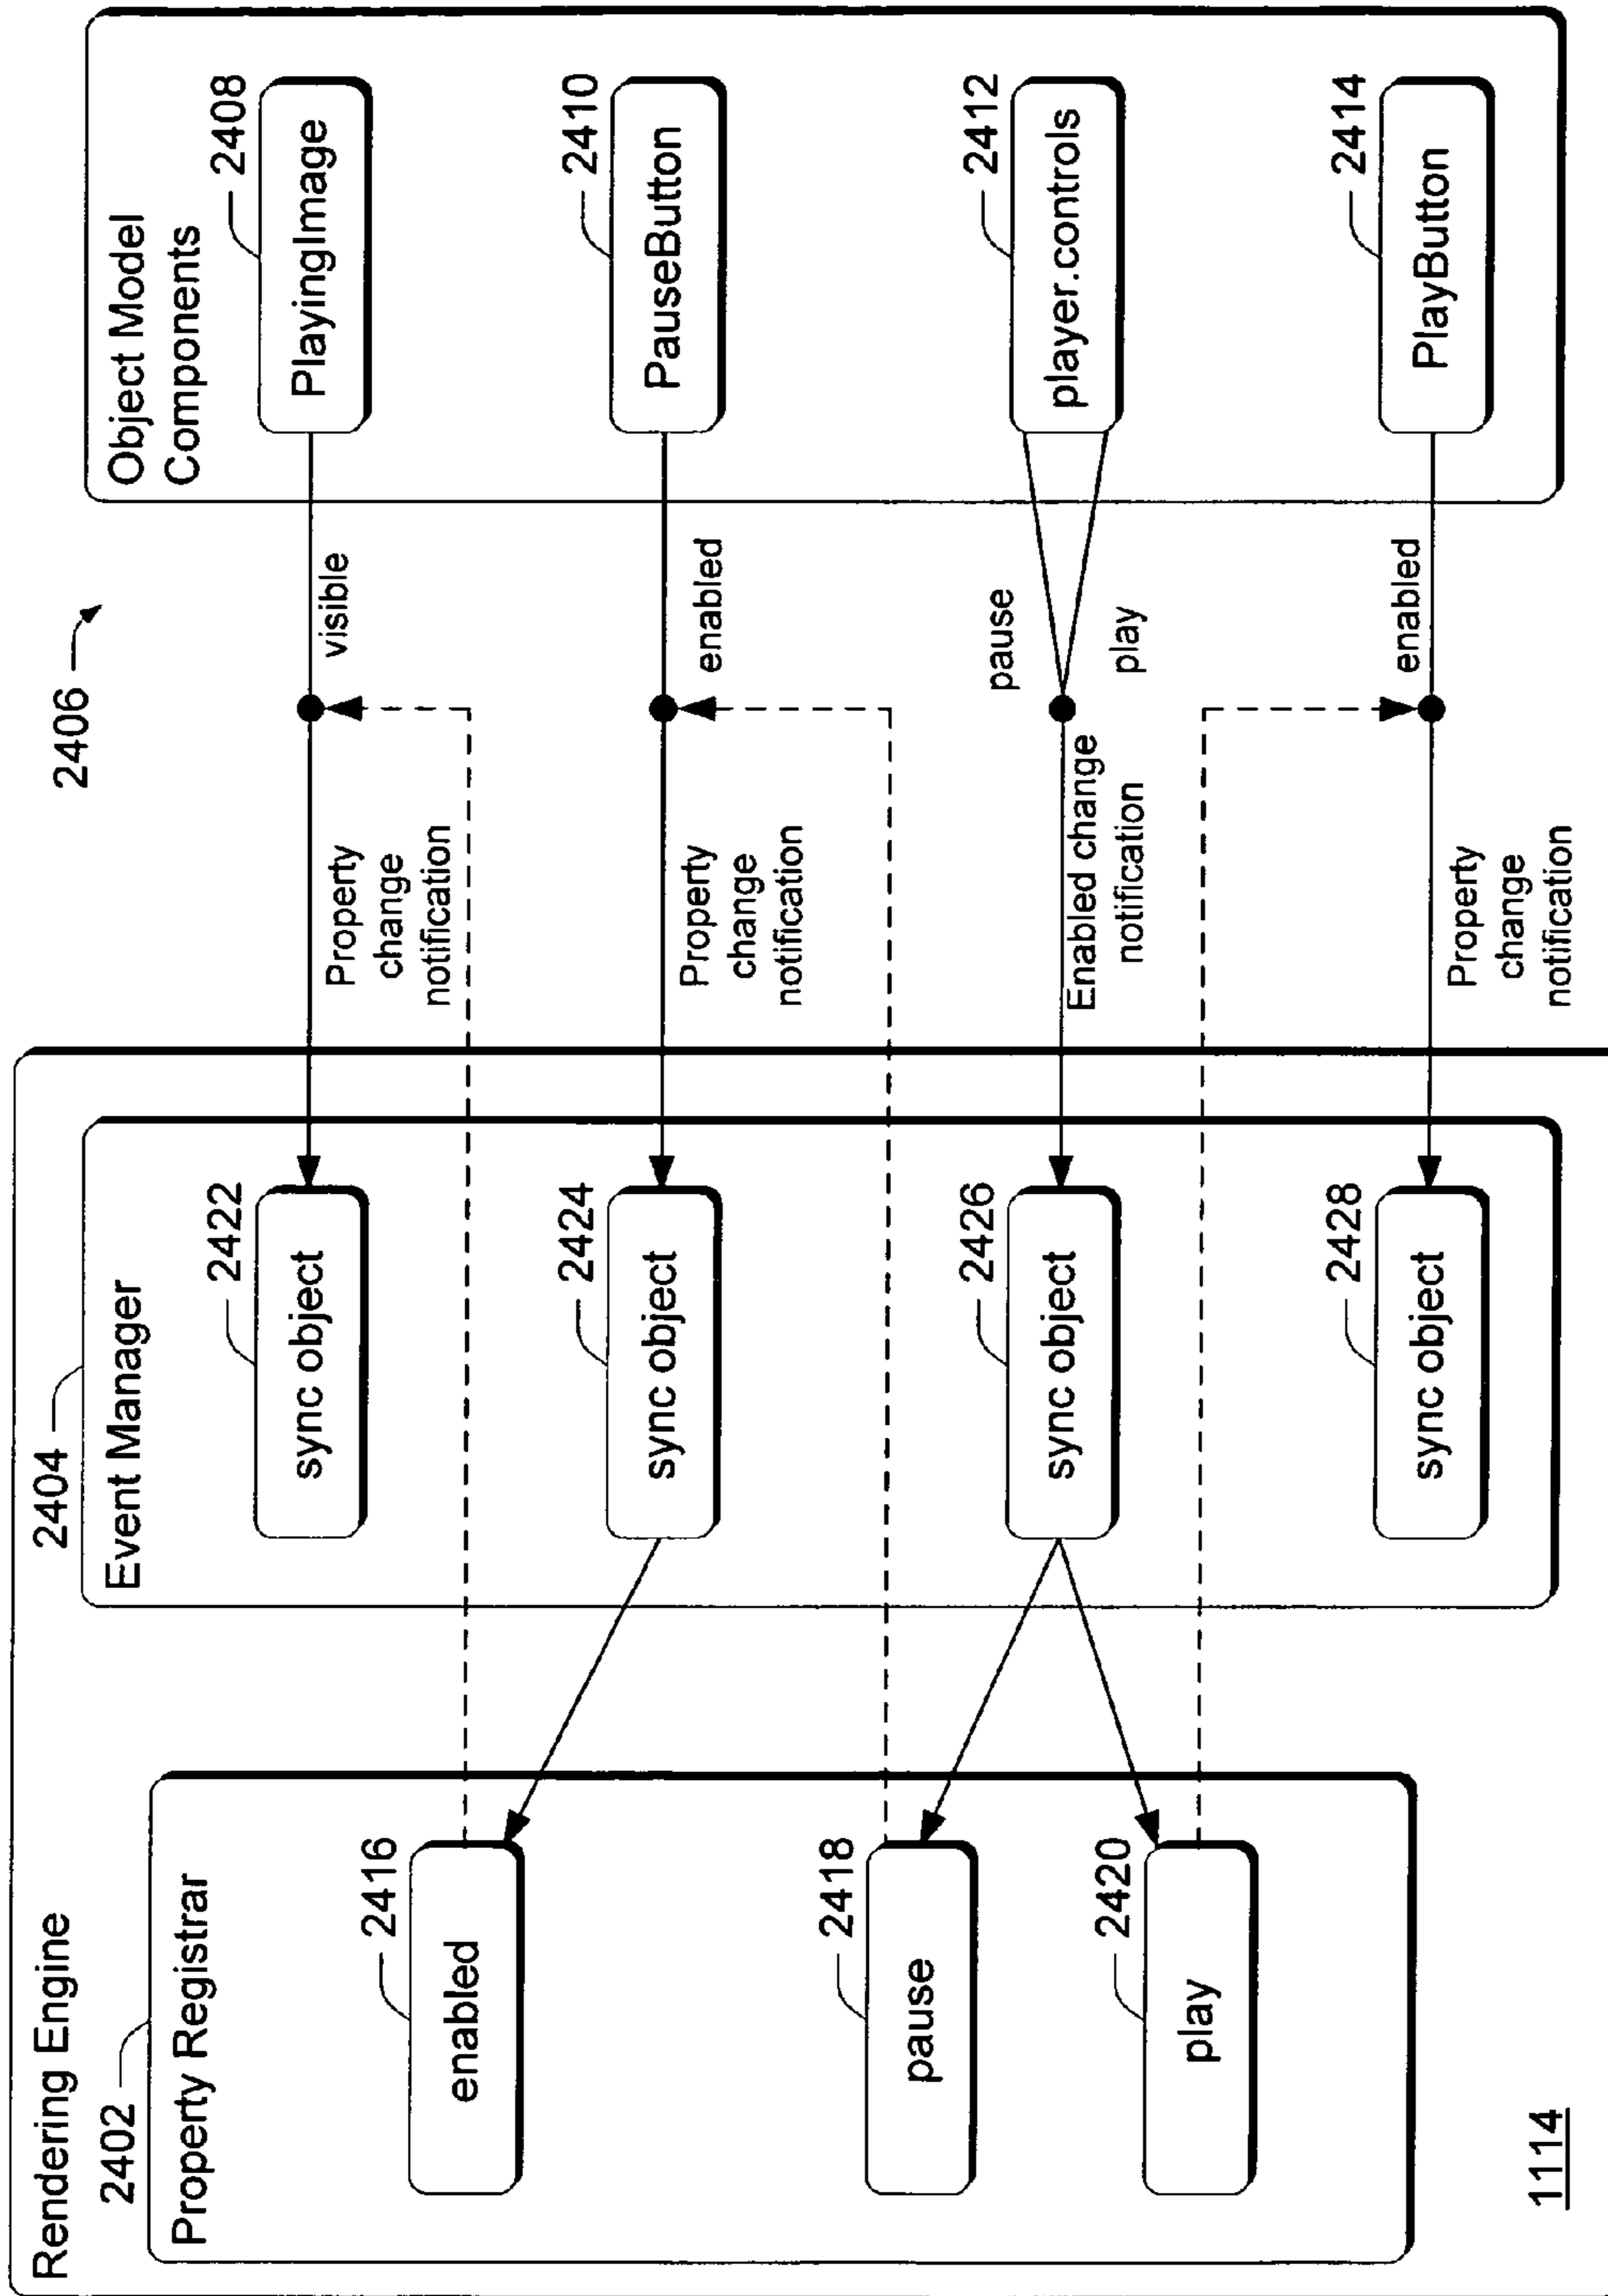 Rendering Engine
2402
Property Registrar
2416
enabled
2418
pause
2420
play
1114
2404
Event Manager
2422
sync object
2424
sync object
2426
sync object
2428
sync object
2406
Property
change
notification
visible
Property
change
notification
enabled
Enabled change
notification
pause
play
Property
change
notification
enabled
Object Model
Components
2408
PlayingImage
2410
PauseButton
2412
player.controls
2414
PlayButton